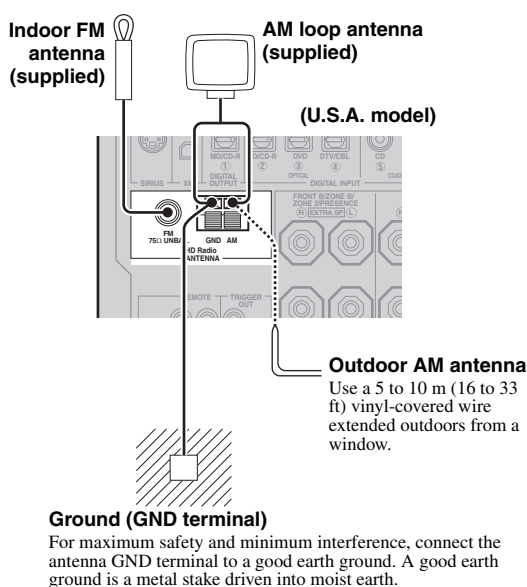 Indoor FM
antenna
(supplied)
AM loop antenna
(supplied)
(U.S.A. model)
MD/CD-R
CD-R
DVD
DTV/CBL
CD
①
②
③
④
⑤
DIGITAL
OUTPUT
OPTICAL
COAX
SIRIUS
XM
DIGITAL INPUT
FRONT B/ZONE B/
ZONE 2/PRESENCE
R EXTRA SP L
R
FM
75Ω UNBAL.
GND AM
HD Radio
ANTENNA
REMOTE
TRIGGER
OUT
Outdoor AM antenna
Use a 5 to 10 m (16 to 33
ft) vinyl-covered wire
extended outdoors from a
window.
Ground (GND terminal)
For maximum safety and minimum interference, connect the
antenna GND terminal to a good earth ground. A good earth
ground is a metal stake driven into moist earth.